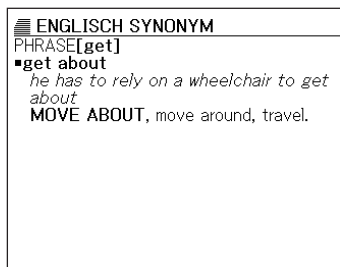 ENGLISCH SYNONYM
PHRASE[get]
▪get about
he has to rely on a wheelchair to get
about
MOVE ABOUT, move around, travel.